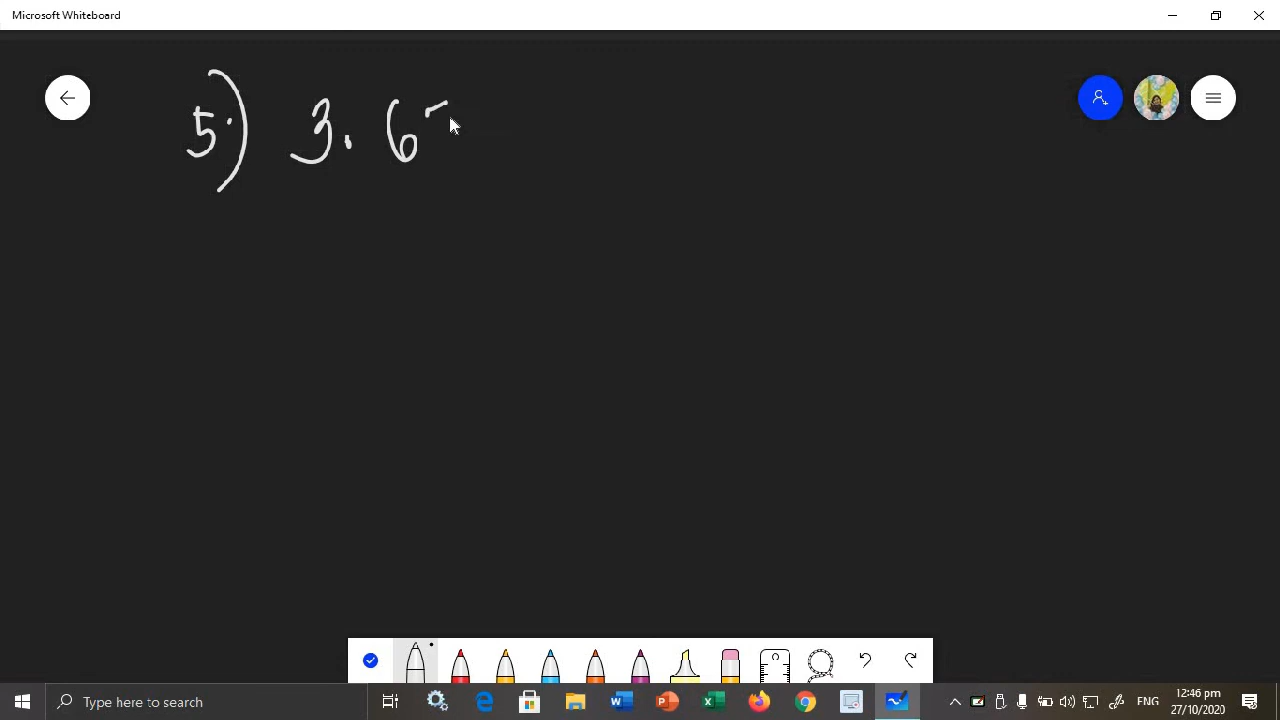 Microsoft Whiteboard
5.) 3. 6
Type here to search
ENG
12:46 pm
27/10/2020